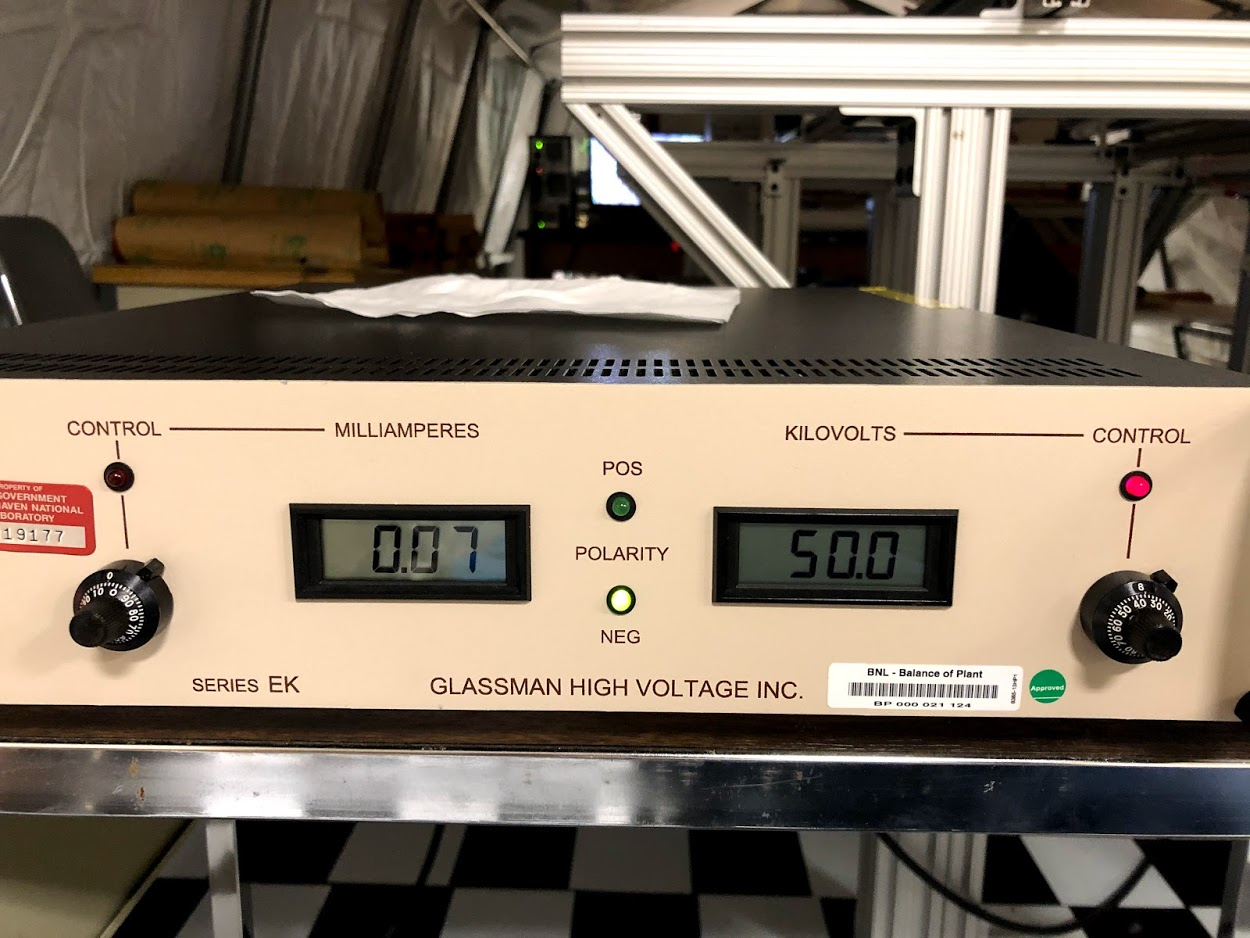 CONTROL
MILLIAMPERES
KILOVOLTS
CONTROL
POS
GOVERNMENT
HAVEN NATIONAL
19177
0.07
POLARITY
50.0
NEG
SERIES EK
GLASSMAN HIGH VOLTAGE INC.
BNL - Balance of Plant
BP 000 021 124
Approved